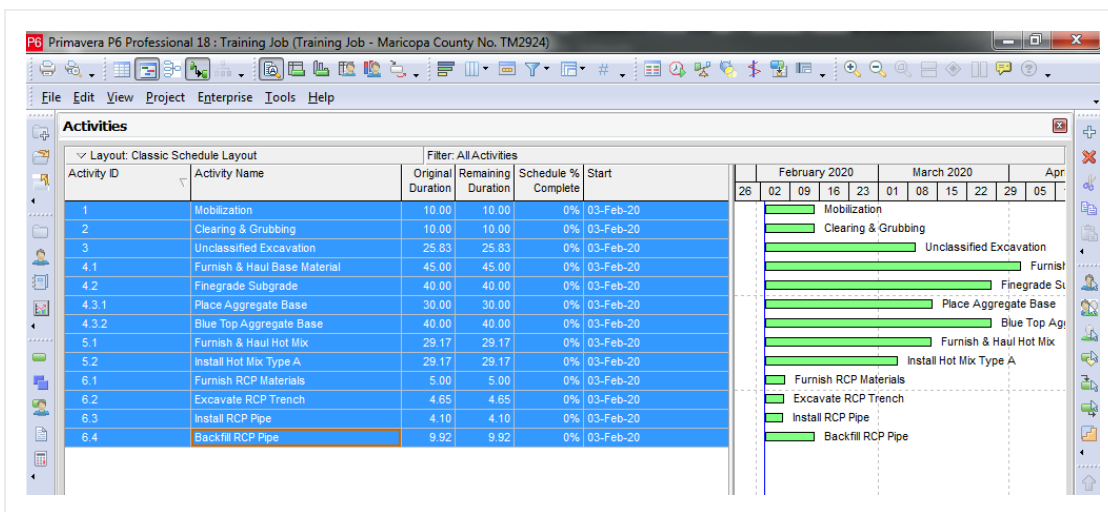 P6 Primavera P6 Professional 18 : Training Job (Training Job - Maricopa County No. TM2924)
File Edit View Project Enterprise Tools Help
Activities
Layout: Classic Schedule Layout Filter: All Activities
Activity ID Activity Name Original Duration Remaining Duration Schedule % Complete Start February 2020 March 2020 Apr
26 02 09 16 23 01 08 15 22 29 05
1 Mobilization 10.00 10.00 0% 03-Feb-20 Mobilization
2 Clearing & Grubbing 10.00 10.00 0% 03-Feb-20 Clearing & Grubbing
3 Unclassified Excavation 25.83 25.83 0% 03-Feb-20 Unclassified Excavation
4.1 Furnish & Haul Base Material 45.00 45.00 0% 03-Feb-20 Furnish
4.2 Finegrade Subgrade 40.00 40.00 0% 03-Feb-20 Finegrade Su
4.3.1 Place Aggregate Base 30.00 30.00 0% 03-Feb-20 Place Aggregate Base
4.3.2 Blue Top Aggregate Base 40.00 40.00 0% 03-Feb-20 Blue Top Agg
5.1 Furnish & Haul Hot Mix 29.17 29.17 0% 03-Feb-20 Furnish & Haul Hot Mix
5.2 Install Hot Mix Type A 29.17 29.17 0% 03-Feb-20 Install Hot Mix Type A
6.1 Furnish RCP Materials 5.00 5.00 0% 03-Feb-20 Furnish RCP Materials
6.2 Excavate RCP Trench 4.65 4.65 0% 03-Feb-20 Excavate RCP Trench
6.3 Install RCP Pipe 4.10 4.10 0% 03-Feb-20 Install RCP Pipe
6.4 Backfill RCP Pipe 9.92 9.92 0% 03-Feb-20 Backfill RCP Pipe